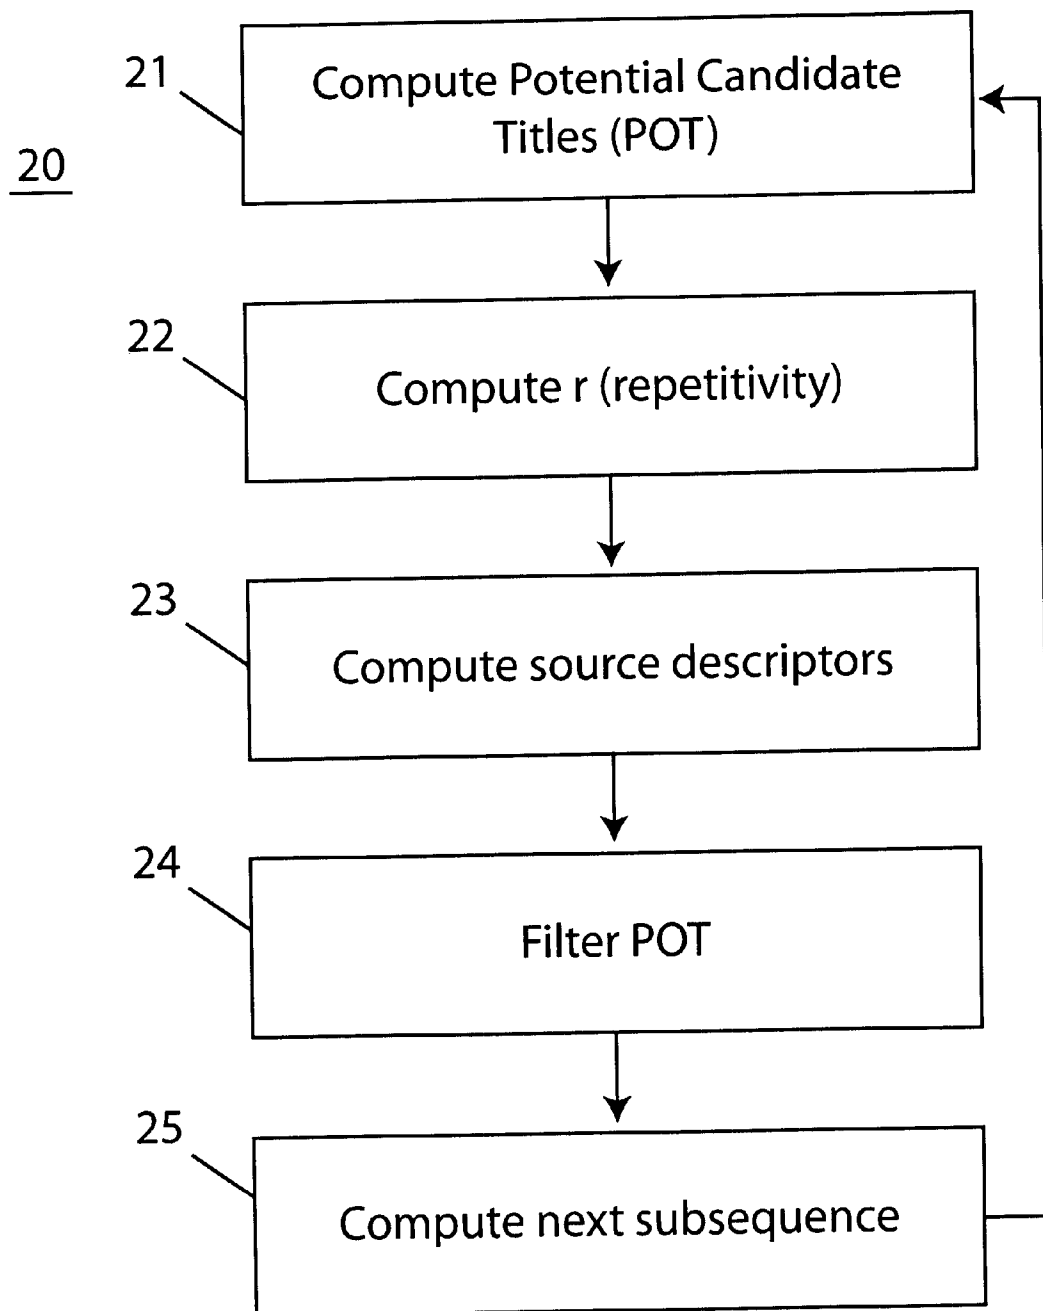 21
Compute Potential Candidate
Titles (POT)
20
22
Compute r (repetitivity)
23
Compute source descriptors
24
Filter POT
25
Compute next subsequence